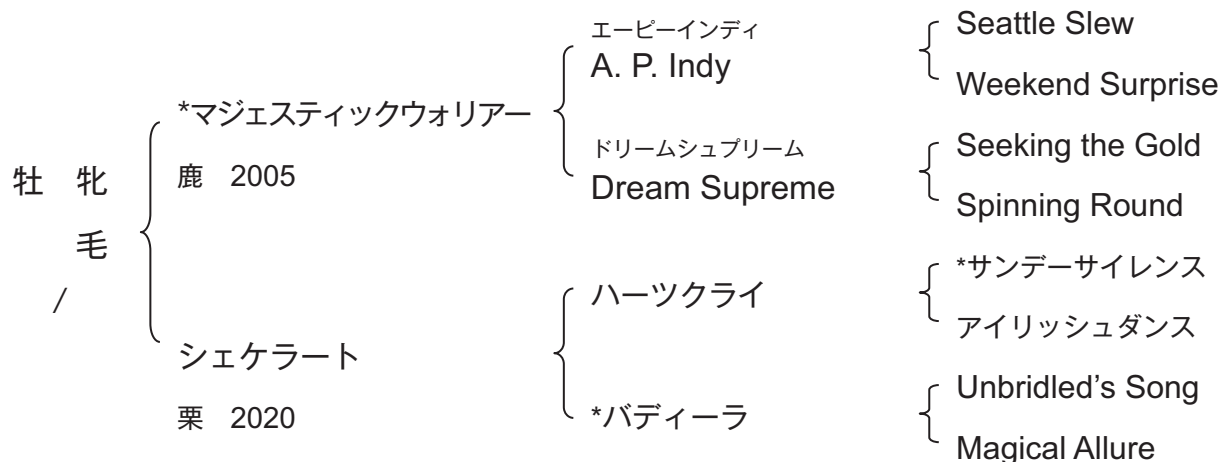 牡 牝
毛
/
*マジェスティックウォリアー
鹿 2005
シェケラート
栗 2020
エーピーインディ
A. P. Indy
ドリームシュプリーム
Dream Supreme
ハーツクライ
*バディーラ
Seattle Slew
Weekend Surprise
Seeking the Gold
Spinning Round
*サンデーサイレンス
アイリッシュダンス
Unbridled’s Song
Magical Allure